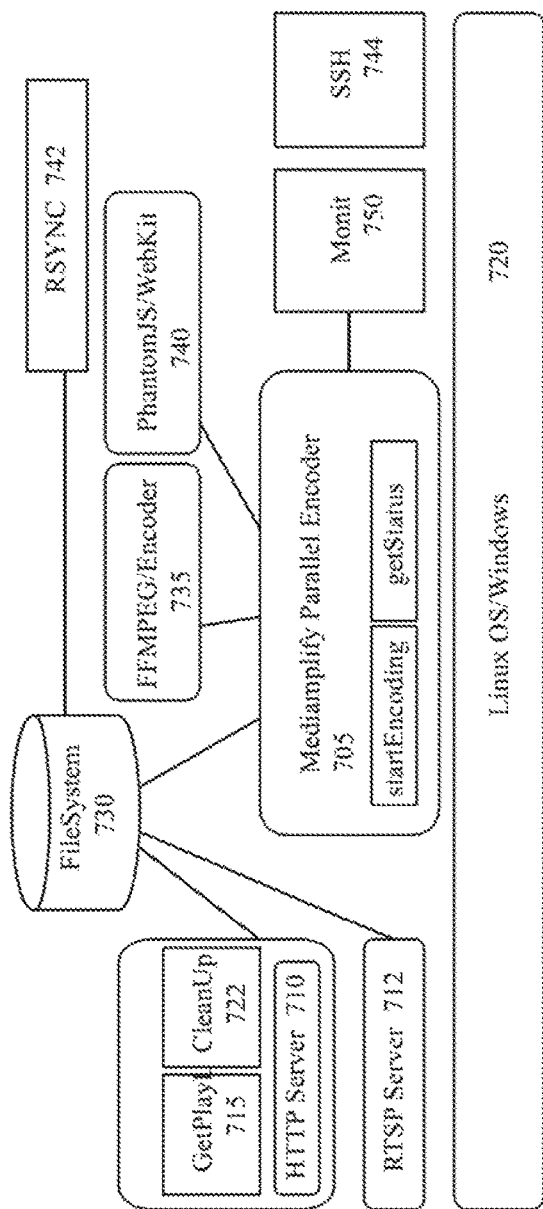 RSYNC 742
FileSystem
730
FFMPEG/Encoder
735
PhantomJS/WebKit
740
GetPlayl
715
CleanUp
722
HTTP Server 710
RTSP Server 712
Mediamplify Parallel Encoder
705
startEncoding
getStatus
Monit
750
SSH
744
Linux OS/Windows
720